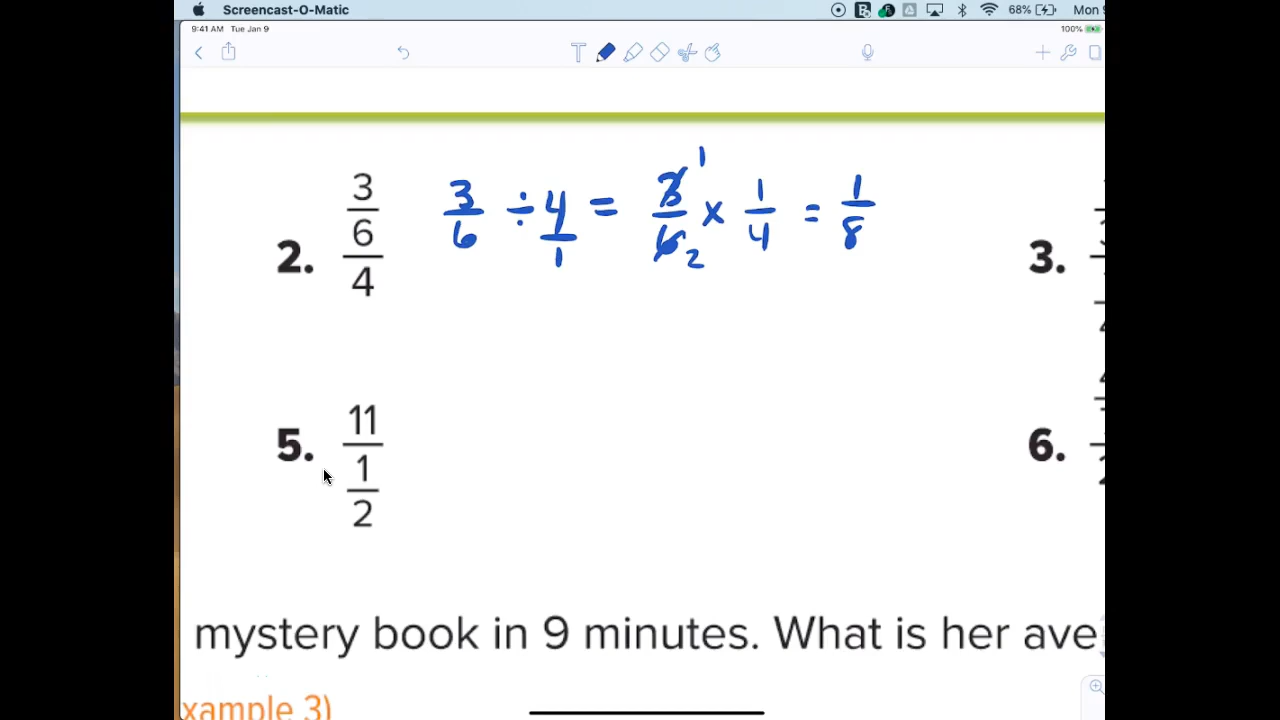 Screencast-O-Matic 68% Mon 9
9:41 AM Tue Jan 9 100%
T
2. 3/6/4 3/6 ÷ 4/1 = 3/6 1 2 x 1/4 = 1/8
3.
5. 11/1/2
6.
mystery book in 9 minutes. What is her ave
xample 3)